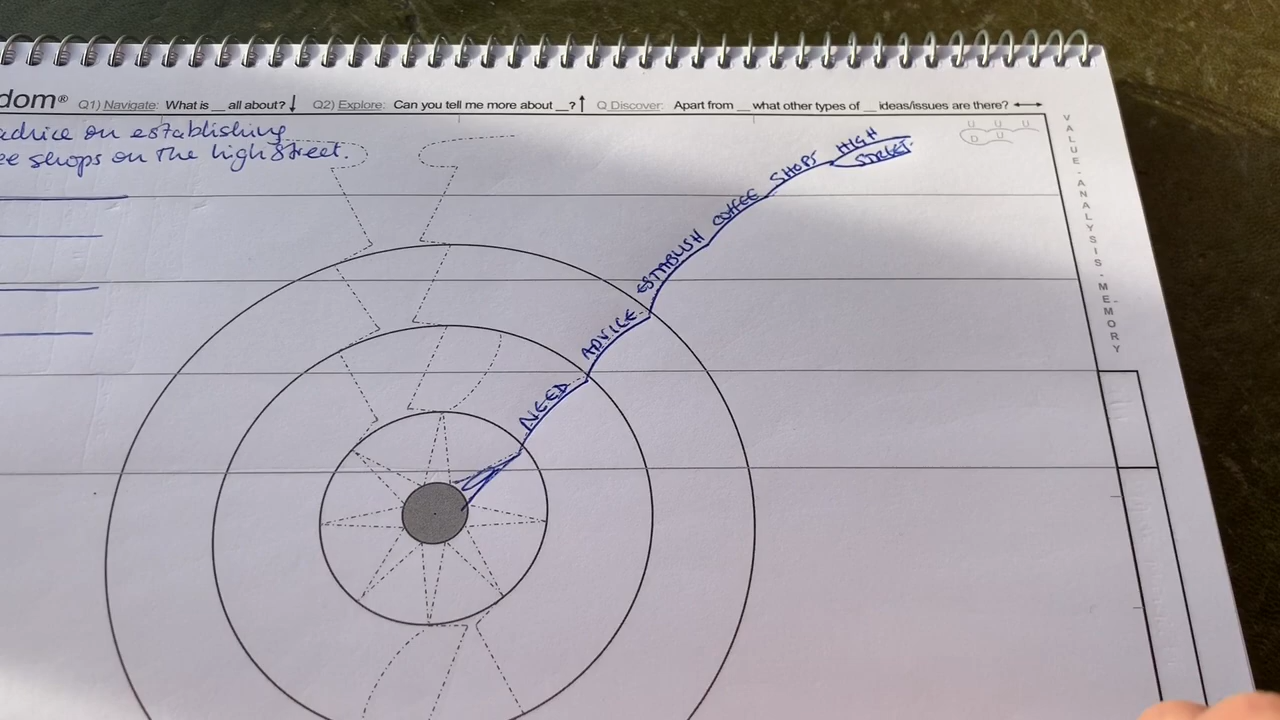 dom® Q1) Navigate: What is __ all about?↓ Q2) Explore: Can you tell me more about __?↑ Q Discover: Apart from __ what other types of __ ideas/issues are there? ↔
advice on establishing
ee shops on the high street.
NEED ADVICE ESTABLISH COFFEE SHOPS HIGH
STREET
U U U
D U
VALUE-ANALYSIS-MEMORY